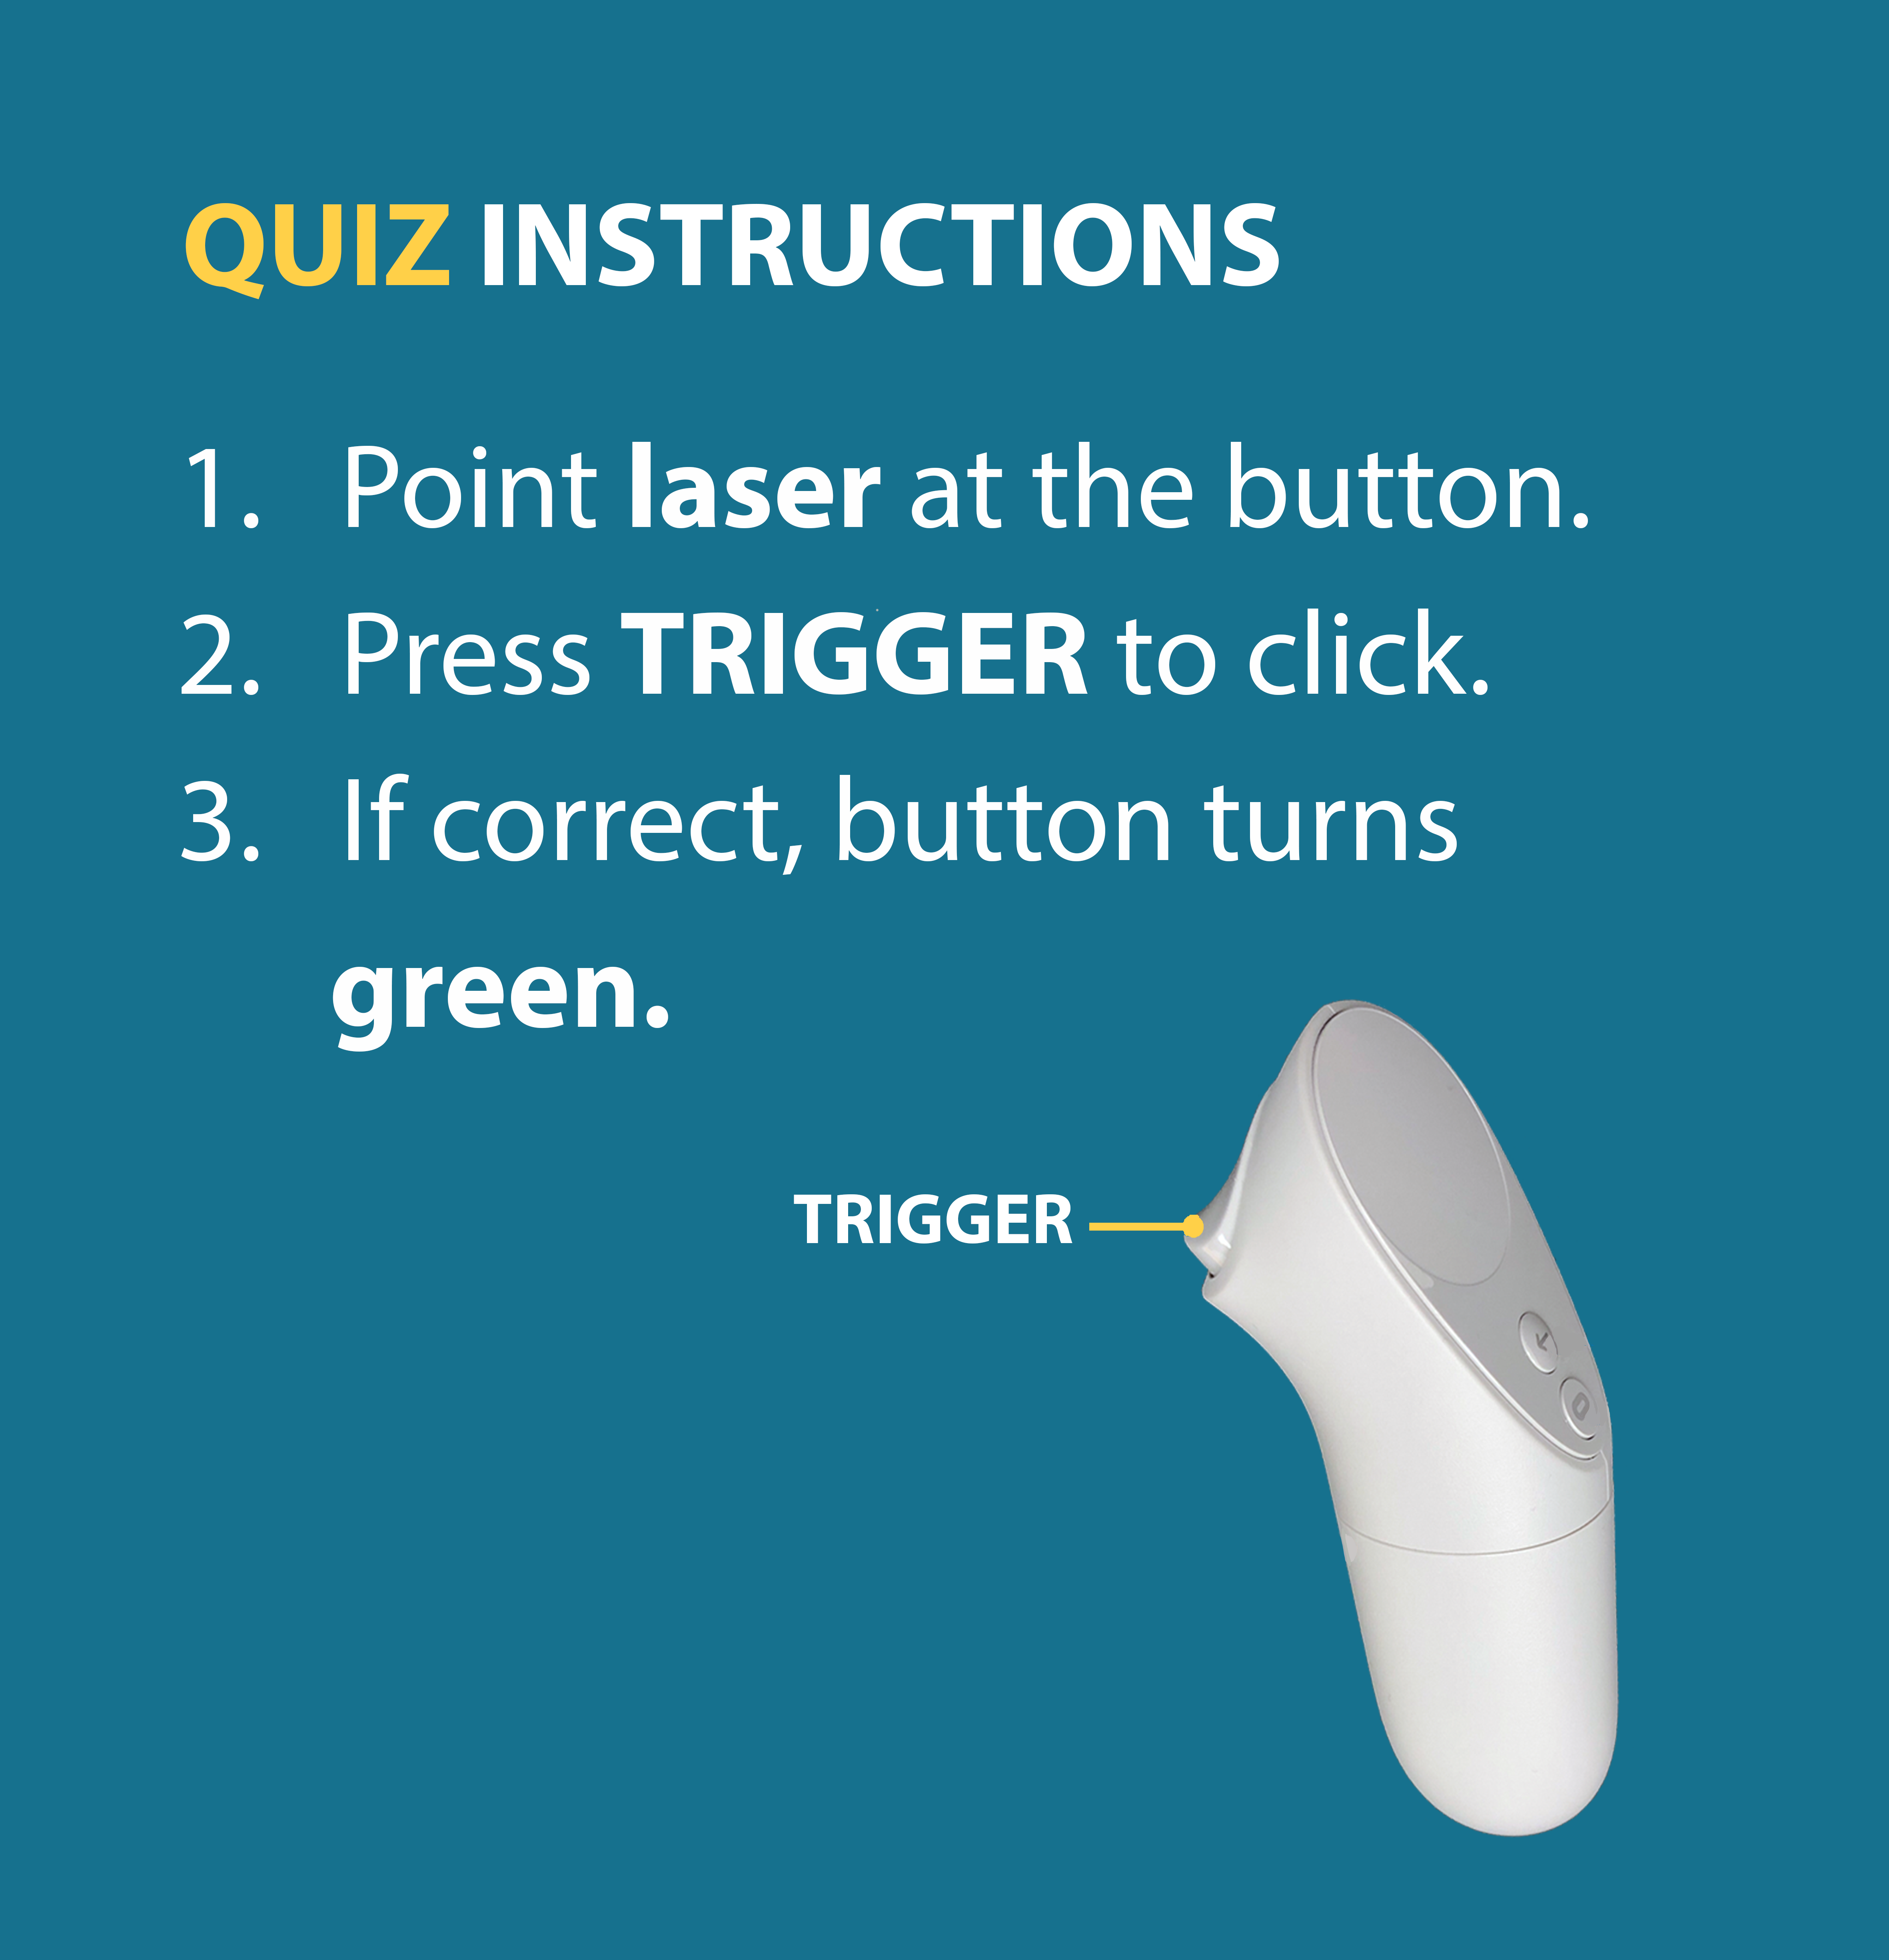 QUIZ INSTRUCTIONS
1. Point laser at the button.
2. Press TRIGGER to click.
3. If correct, button turns
green.
TRIGGER